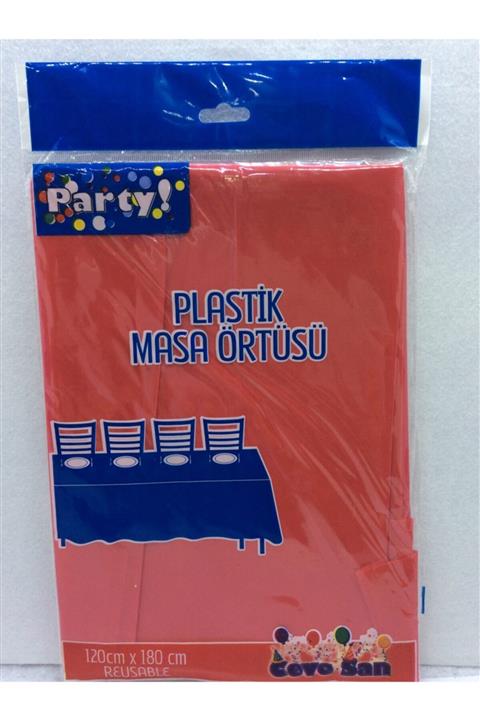 Party!
PLASTİK
MASA ÖRTÜSÜ
120cm x 180 cm
REUSABLE
Cevo San